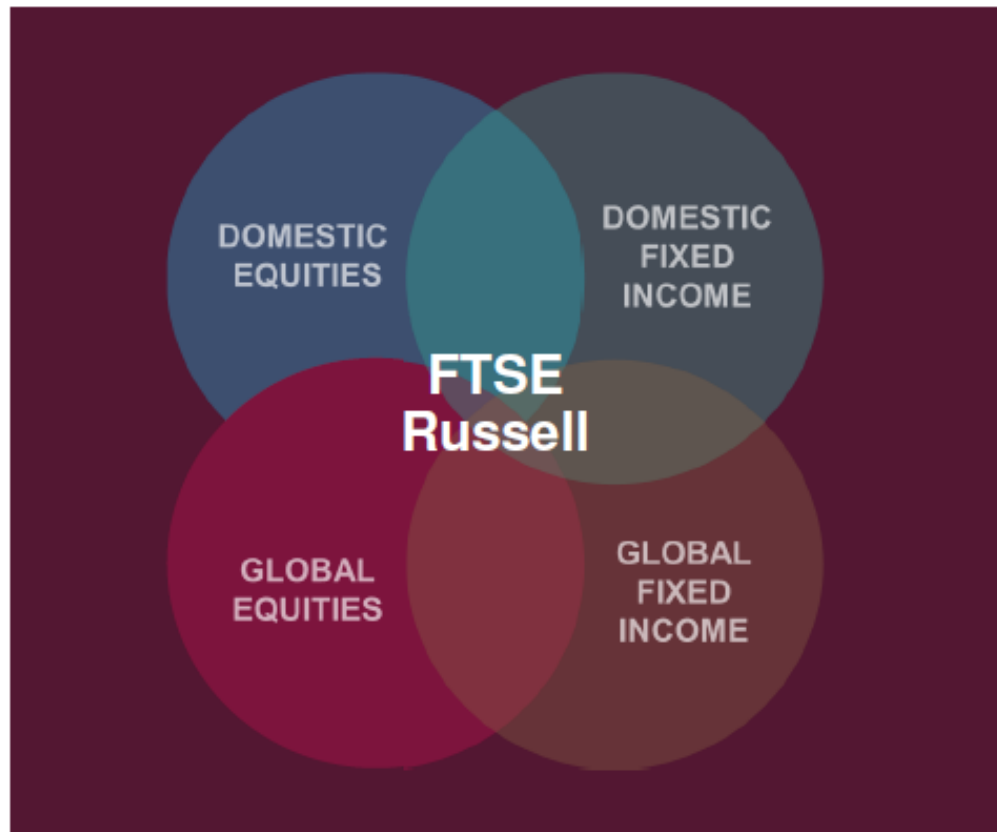 DOMESTIC
EQUITIES
DOMESTIC
FIXED
INCOME
FTSE
Russell
GLOBAL
EQUITIES
GLOBAL
FIXED
INCOME